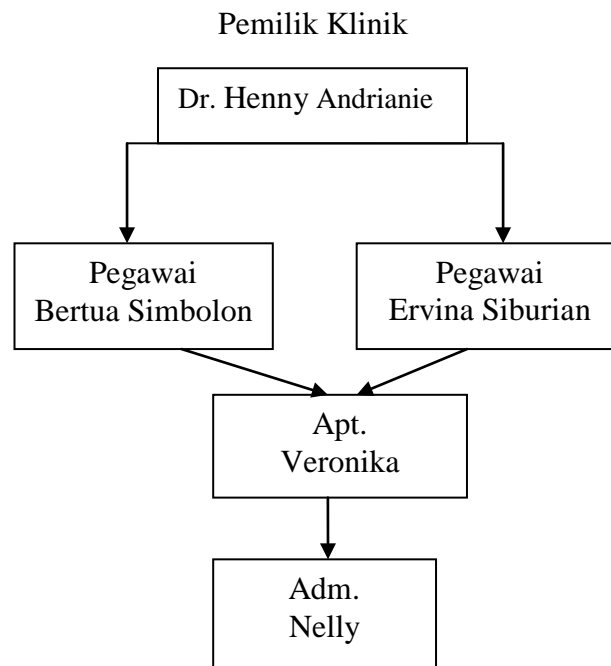 Pemilik Klinik
Dr. Henny Andrianie
Pegawai
Bertua Simbolon
Pegawai
Ervina Siburian
Apt.
Veronika
Adm.
Nelly